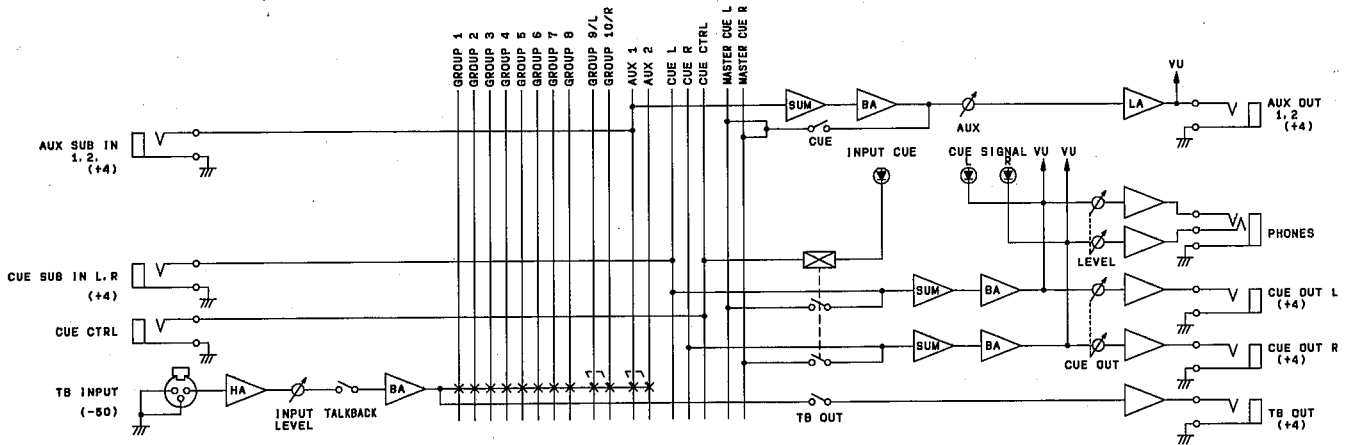 GROUP 1
GROUP 2
GROUP 3
GROUP 4
GROUP 5
GROUP 6
GROUP 7
GROUP 8
GROUP 9/L
GROUP 10/R
AUX 1
AUX 2
CUE L
CUE R
CUE CTRL
MASTER CUE L
MASTER CUE R
AUX SUB IN
1, 2,
(+4)
SUM
BA
CUE
AUX
LA
VU
AUX OUT
1, 2
(+4)
INPUT CUE
CUE SIGNAL
L
R
VU
VU
LEVEL
PHONES
CUE SUB IN L, R
(+4)
SUM
BA
CUE OUT L
(+4)
CUE CTRL
SUM
BA
CUE OUT
CUE OUT R
(+4)
TB INPUT
(-50)
HA
INPUT
LEVEL
TALKBACK
BA
TB OUT
TB OUT
(+4)